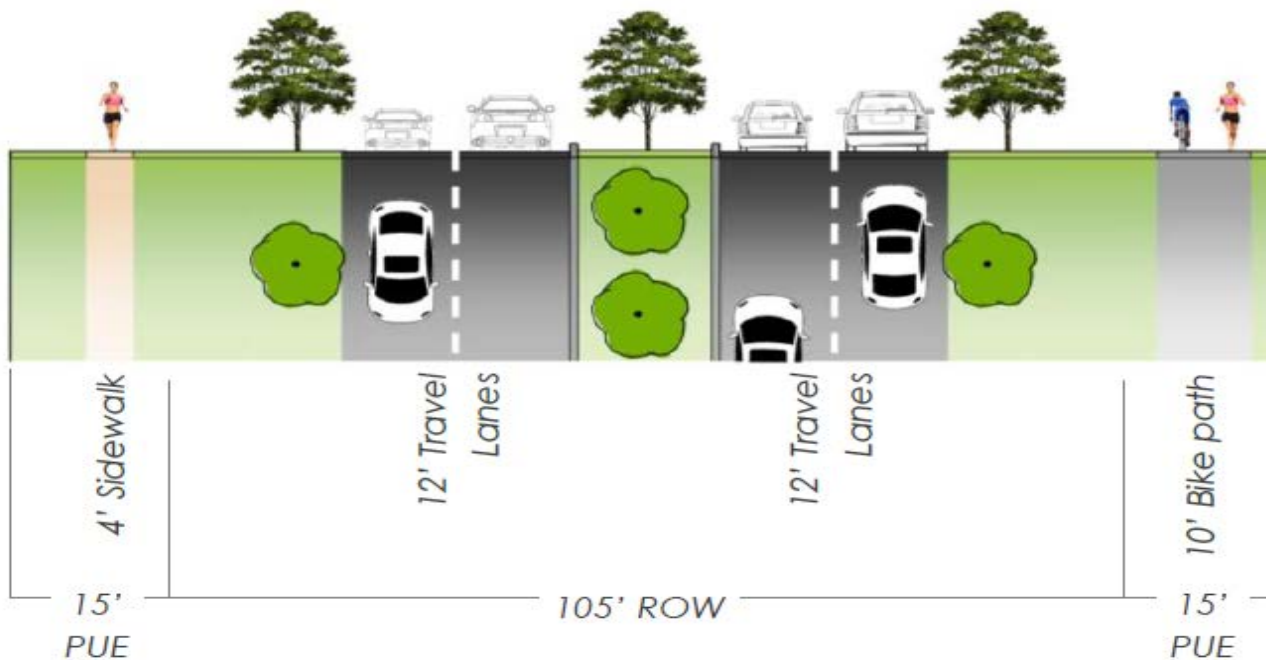 4' Sidewalk
12' Travel
Lanes
12' Travel
Lanes
10' Bike path
15'
PUE
105' ROW
15'
PUE